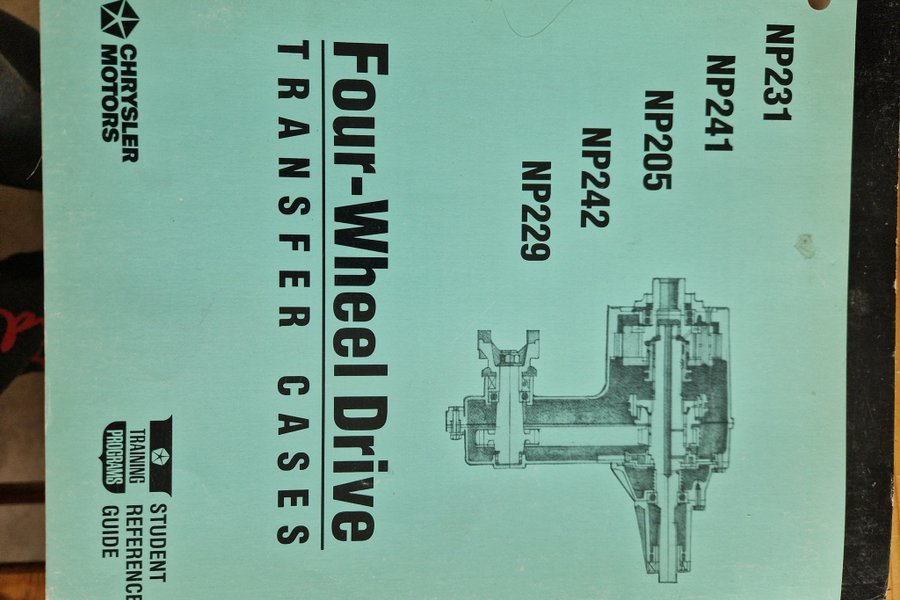 NP231
NP241
NP205
NP242
NP229
Four-Wheel Drive
TRANSFER CASES
CHRYSLER
MOTORS
TRAINING
PROGRAMS
STUDENT
REFERENCE
GUIDE